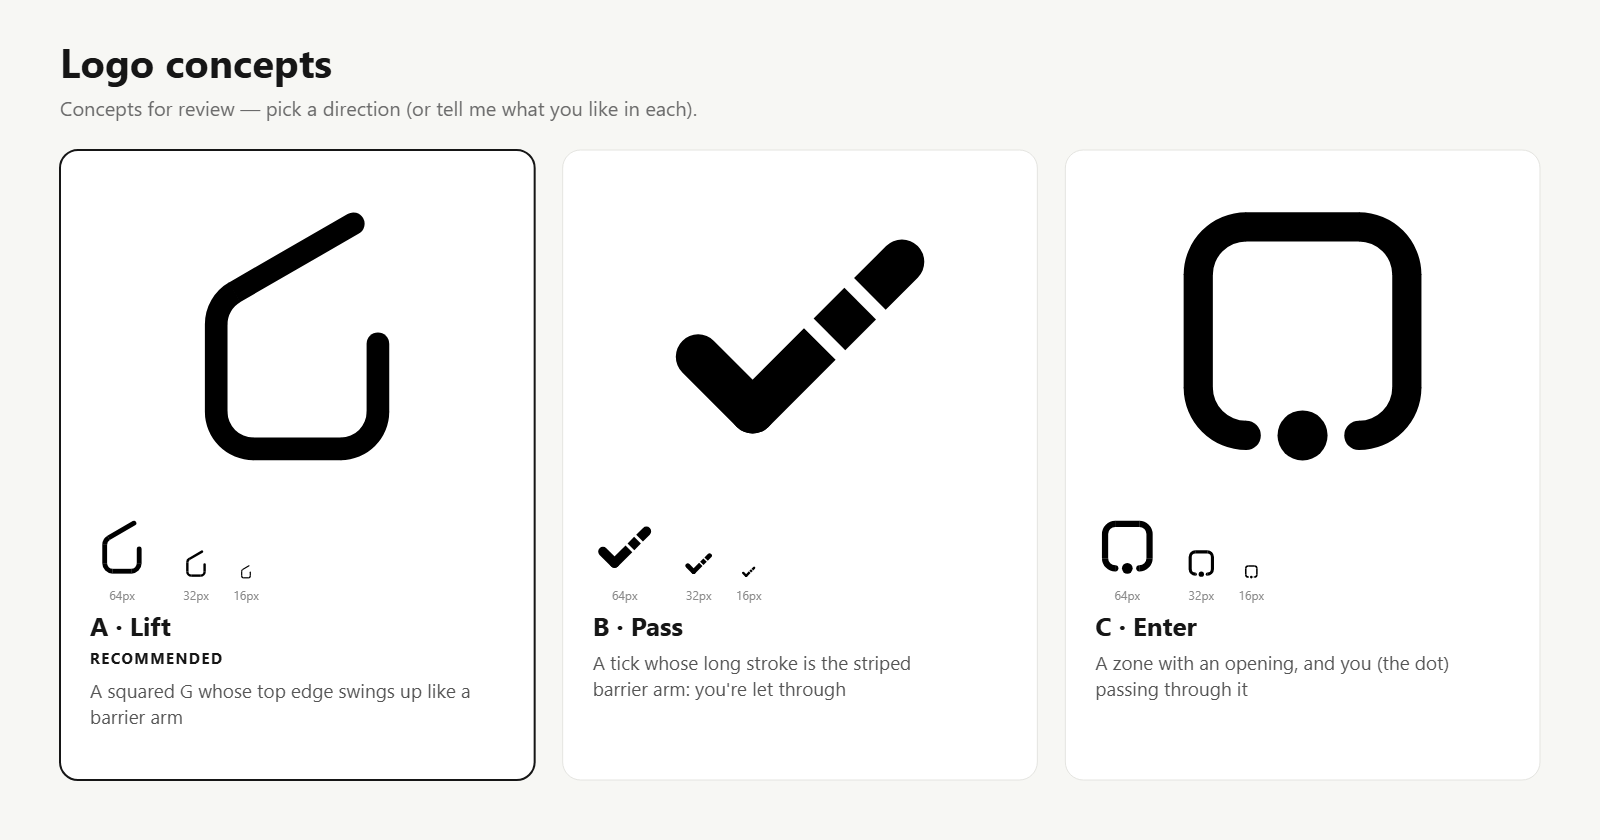 Logo concepts
Concepts for review — pick a direction (or tell me what you like in each).
64px 32px 16px
A · Lift
RECOMMENDED
A squared G whose top edge swings up like a
barrier arm
64px 32px 16px
B · Pass
A tick whose long stroke is the striped
barrier arm: you're let through
64px 32px 16px
C · Enter
A zone with an opening, and you (the dot)
passing through it